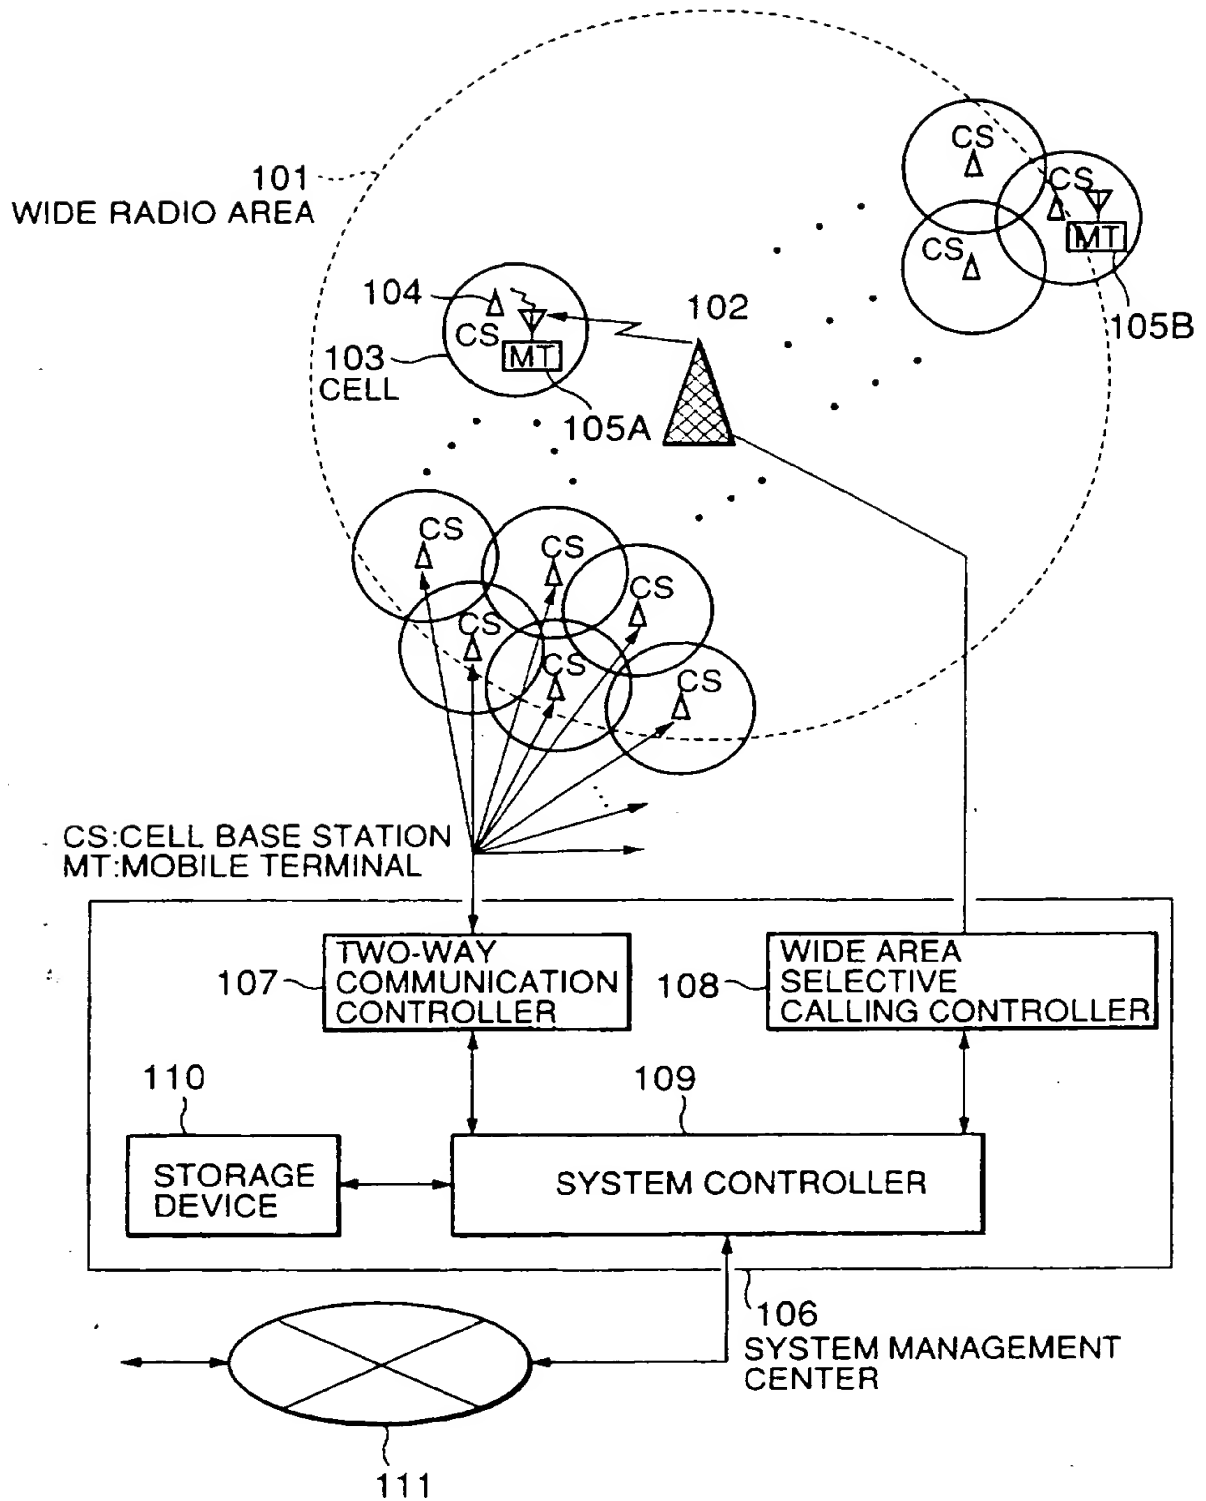 101
WIDE RADIO AREA
CS
CS
CS
MT
105B
104
CS
MT
103
CELL
105A
102
CS
CS
CS
CS
CS
CS
CS:CELL BASE STATION
MT:MOBILE TERMINAL
107
TWO-WAY
COMMUNICATION
CONTROLLER
108
WIDE AREA
SELECTIVE
CALLING CONTROLLER
110
STORAGE
DEVICE
109
SYSTEM CONTROLLER
106
SYSTEM MANAGEMENT
CENTER
111